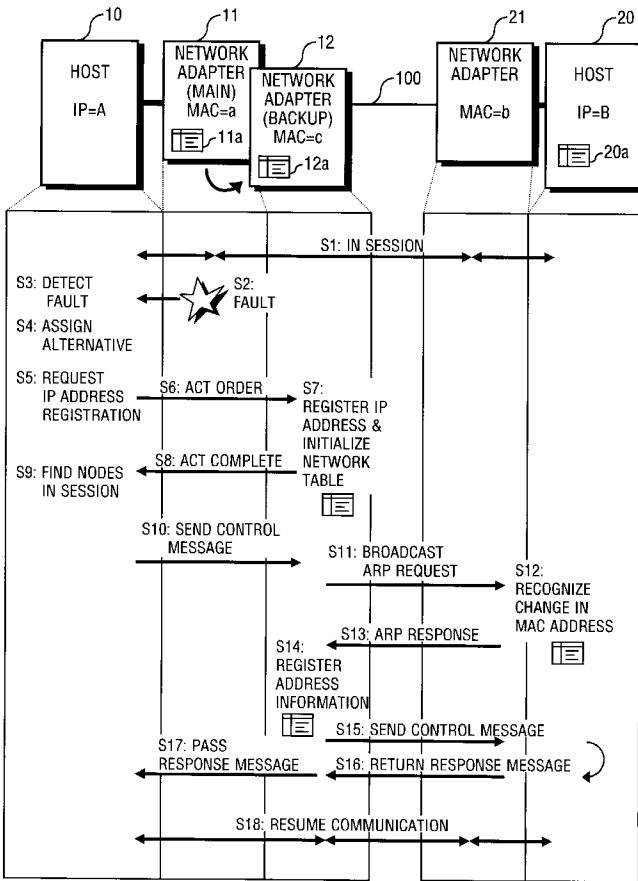 10
11
12
21
20
HOST
IP=A
NETWORK
ADAPTER
(MAIN)
MAC=a
11a
NETWORK
ADAPTER
(BACKUP)
MAC=c
12a
100
NETWORK
ADAPTER
MAC=b
HOST
IP=B
20a
S1: IN SESSION
S3: DETECT
FAULT
S2:
FAULT
S4: ASSIGN
ALTERNATIVE
S5: REQUEST
IP ADDRESS
REGISTRATION
S6: ACT ORDER
S7:
REGISTER IP
ADDRESS &
INITIALIZE
NETWORK
TABLE
S8: ACT COMPLETE
S9: FIND NODES
IN SESSION
S10: SEND CONTROL
MESSAGE
S11: BROADCAST
ARP REQUEST
S12:
RECOGNIZE
CHANGE IN
MAC ADDRESS
S13: ARP RESPONSE
S14:
REGISTER
ADDRESS
INFORMATION
S15: SEND CONTROL MESSAGE
S17: PASS
RESPONSE MESSAGE
S16: RETURN RESPONSE MESSAGE
S18: RESUME COMMUNICATION